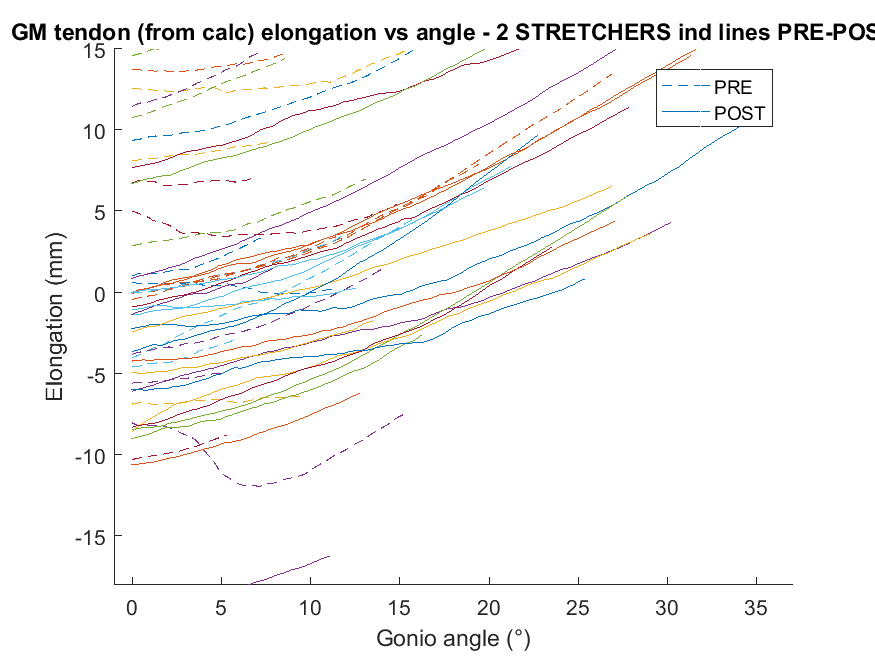 GM tendon (from calc) elongation vs angle - 2 STRETCHERS ind lines PRE-POS
15
10
5
0
-5
-10
-15
Elongation (mm)
PRE
POST
0 5 10 15 20 25 30 35
Gonio angle (°)